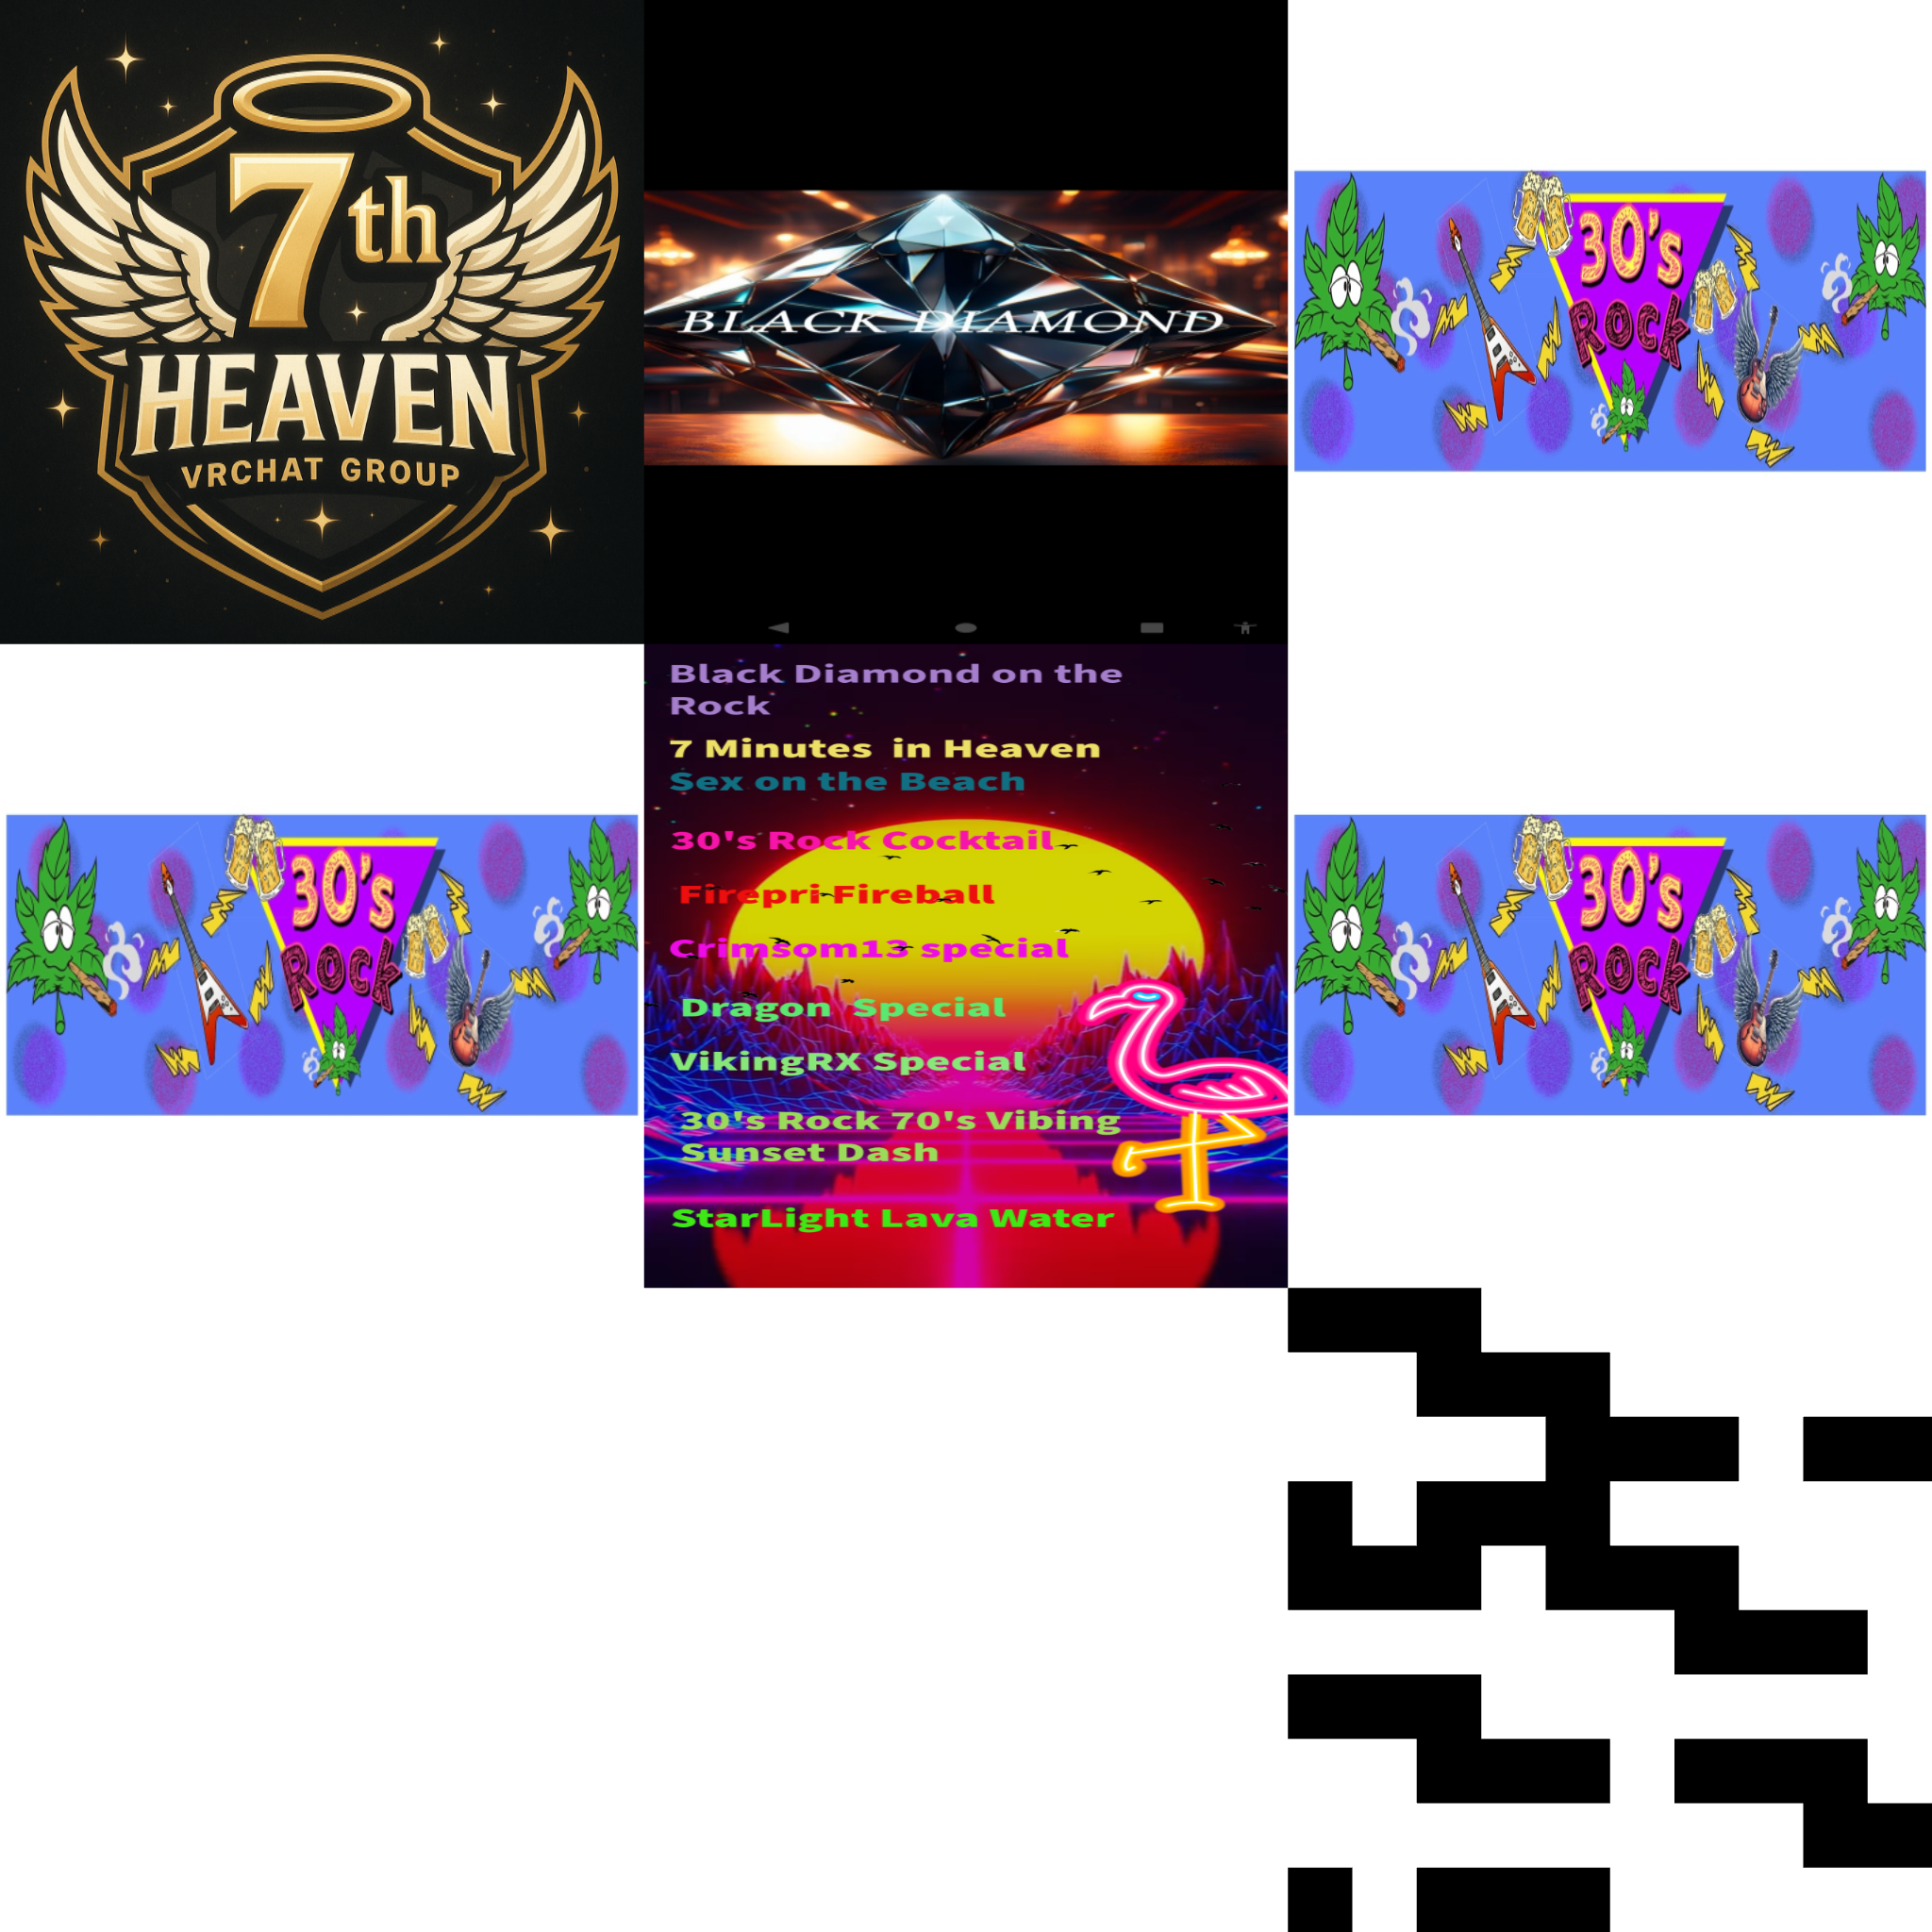 7th
HEAVEN
VRCHAT GROUP
BLACK DIAMOND
30's
Rock
30's
Rock
Black Diamond on the
Rock
7 Minutes in Heaven
Sex on the Beach
30's Rock Cocktail
Firepri Fireball
Crimsom13 special
Dragon Special
VikingRX Special
30's Rock 70's Vibing
Sunset Dash
StarLight Lava Water
30's
Rock